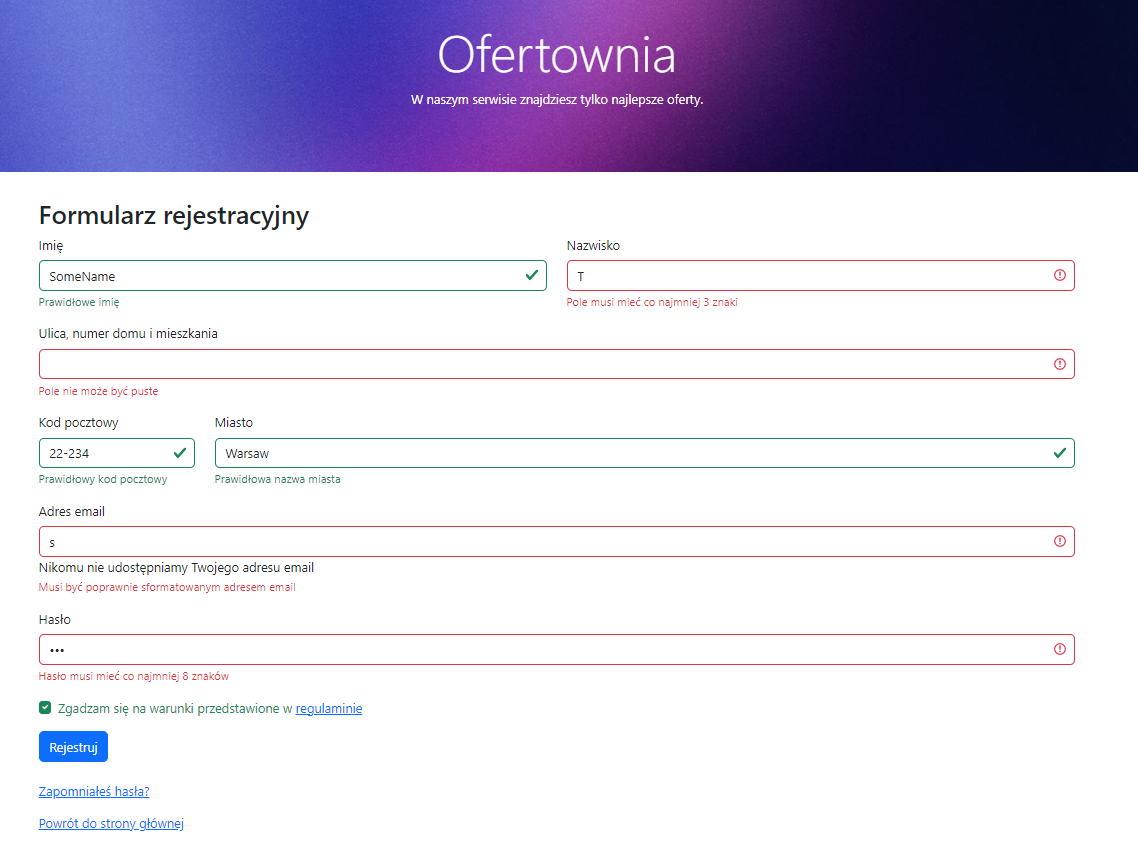 Ofertownia
W naszym serwisie znajdziesz tylko najlepsze oferty.
Formularz rejestracyjny
Imię
Nazwisko
SomeName
T
Prawidłowe imię
Pole musi mieć co najmniej 3 znaki
Ulica, numer domu i mieszkania
Pole nie może być puste
Kod pocztowy
Miasto
22-234
Warsaw
Prawidłowy kod pocztowy
Prawidłowa nazwa miasta
Adres email
s
Nikomu nie udostępniamy Twojego adresu email
Musi być poprawnie sformatowanym adresem email
Hasło
•••
Hasło musi mieć co najmniej 8 znaków
Zgadzam się na warunki przedstawione w regulaminie
Rejestruj
Zapomniałeś hasła?
Powrót do strony głównej